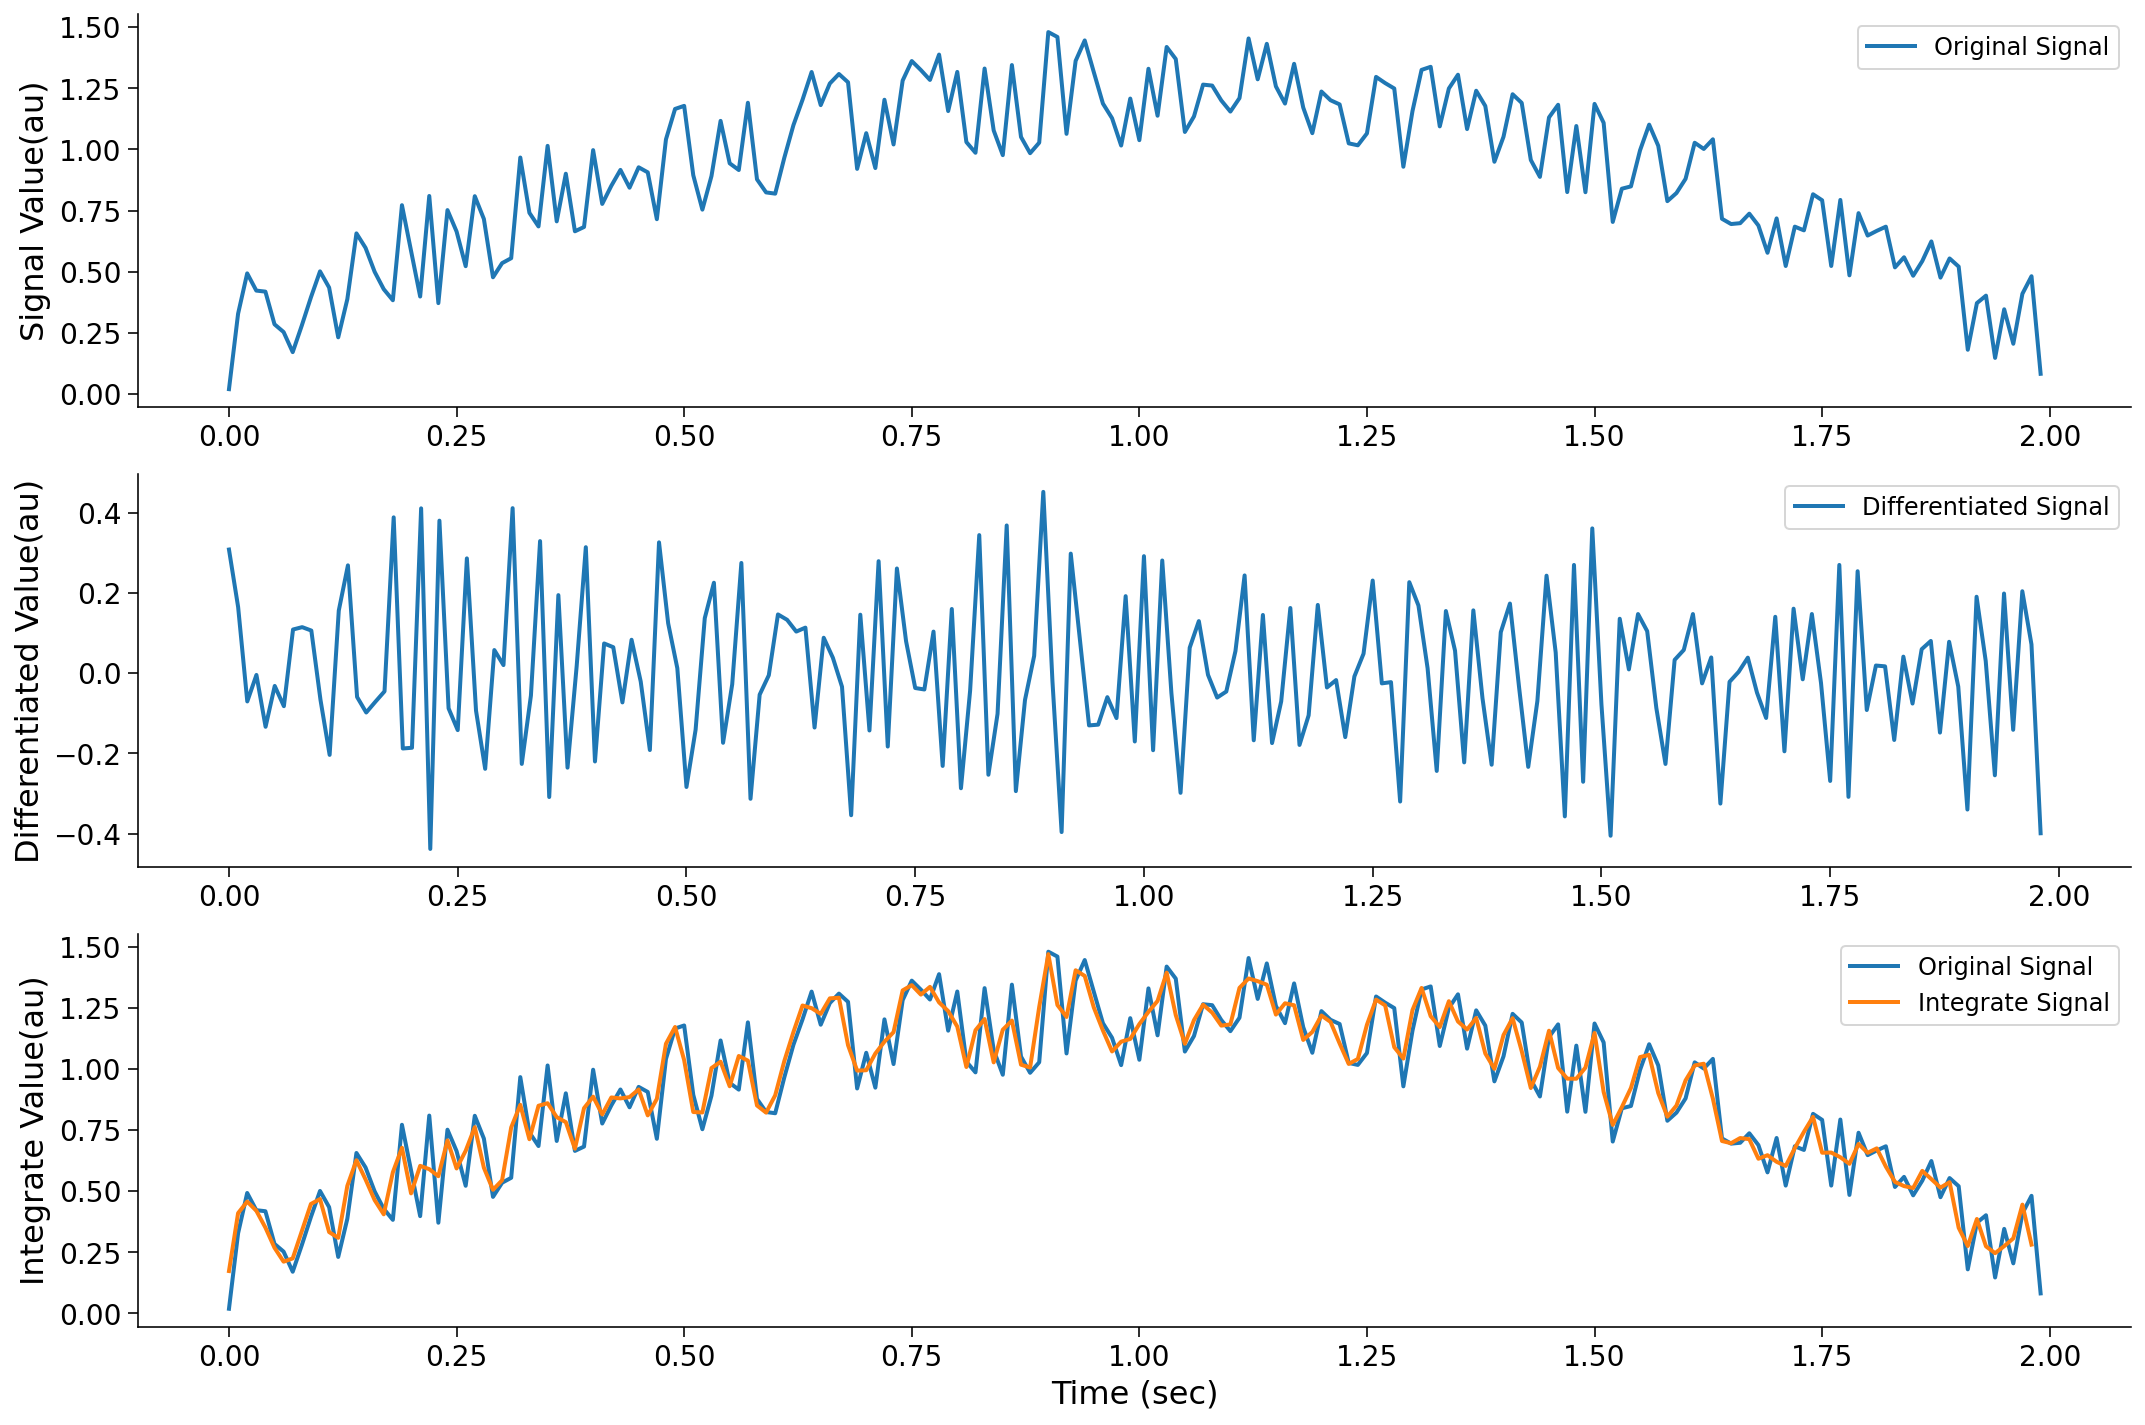 Signal Value(au)
1.50
1.25
1.00
0.75
0.50
0.25
0.00
Original Signal
0.00 0.25 0.50 0.75 1.00 1.25 1.50 1.75 2.00
Differentiated Value(au)
0.4
0.2
0.0
−0.2
−0.4
Differentiated Signal
0.00 0.25 0.50 0.75 1.00 1.25 1.50 1.75 2.00
Integrate Value(au)
1.50
1.25
1.00
0.75
0.50
0.25
0.00
Original Signal
Integrate Signal
0.00 0.25 0.50 0.75 1.00 1.25 1.50 1.75 2.00
Time (sec)